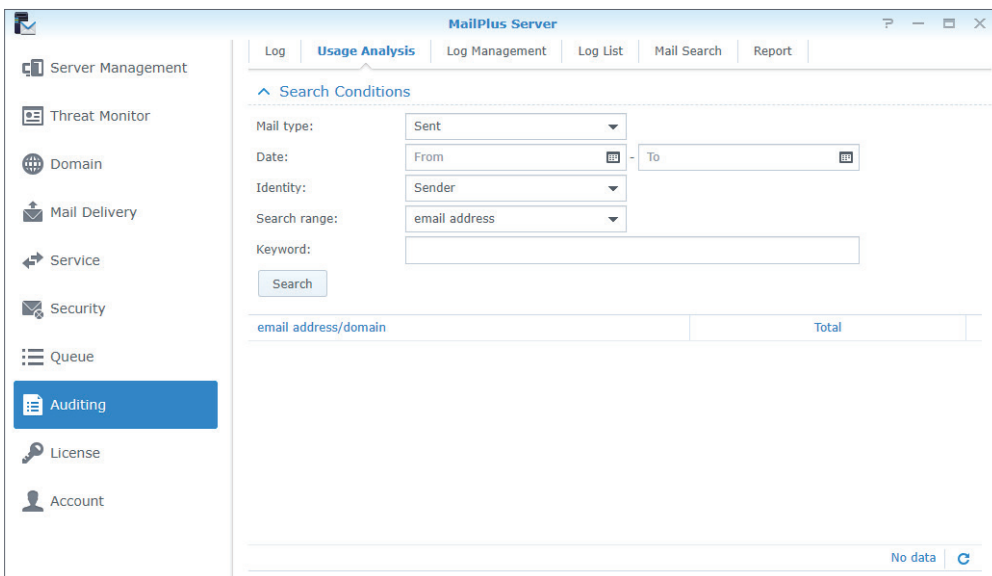 MailPlus Server
Server Management
Threat Monitor
Domain
Mail Delivery
Service
Security
Queue
Auditing
License
Account
Log Usage Analysis Log Management Log List Mail Search Report
Search Conditions
Mail type: Sent
Date: From - To
Identity: Sender
Search range: email address
Keyword:
Search
email address/domain Total
No data